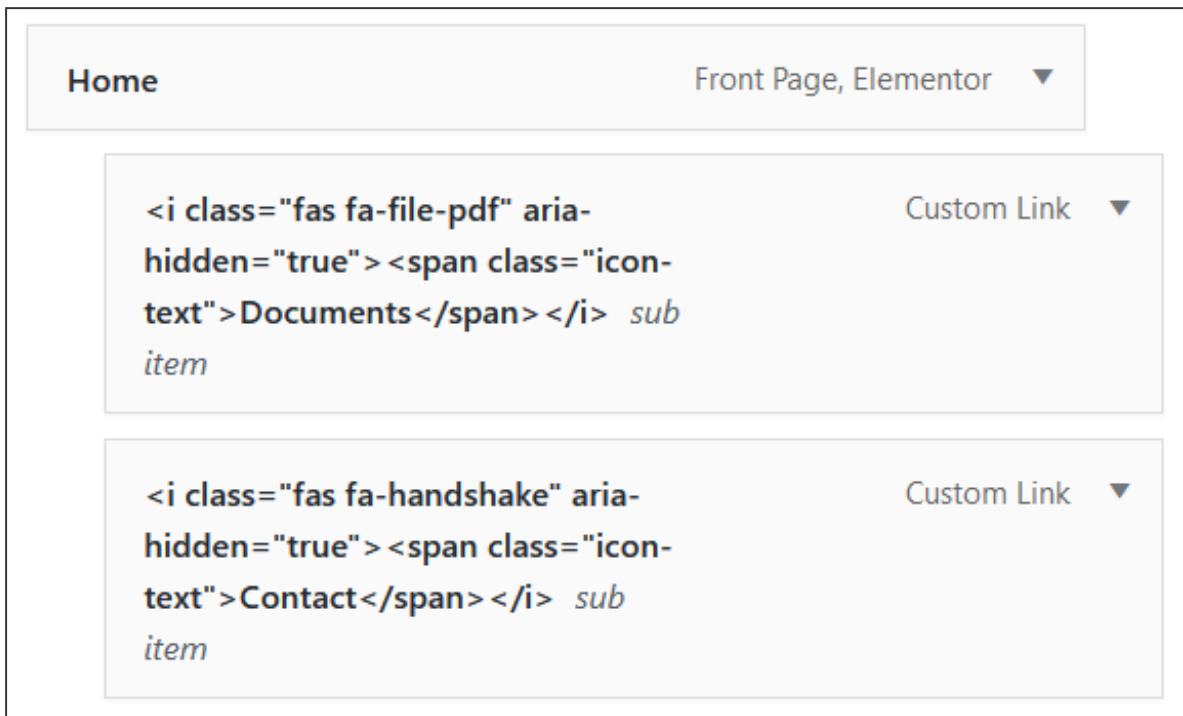 Home Front Page, Elementor
<i class="fas fa-file-pdf" aria- Custom Link
hidden="true"><span class="icon-
text">Documents</span></i> sub
item
<i class="fas fa-handshake" aria- Custom Link
hidden="true"><span class="icon-
text">Contact</span></i> sub
item